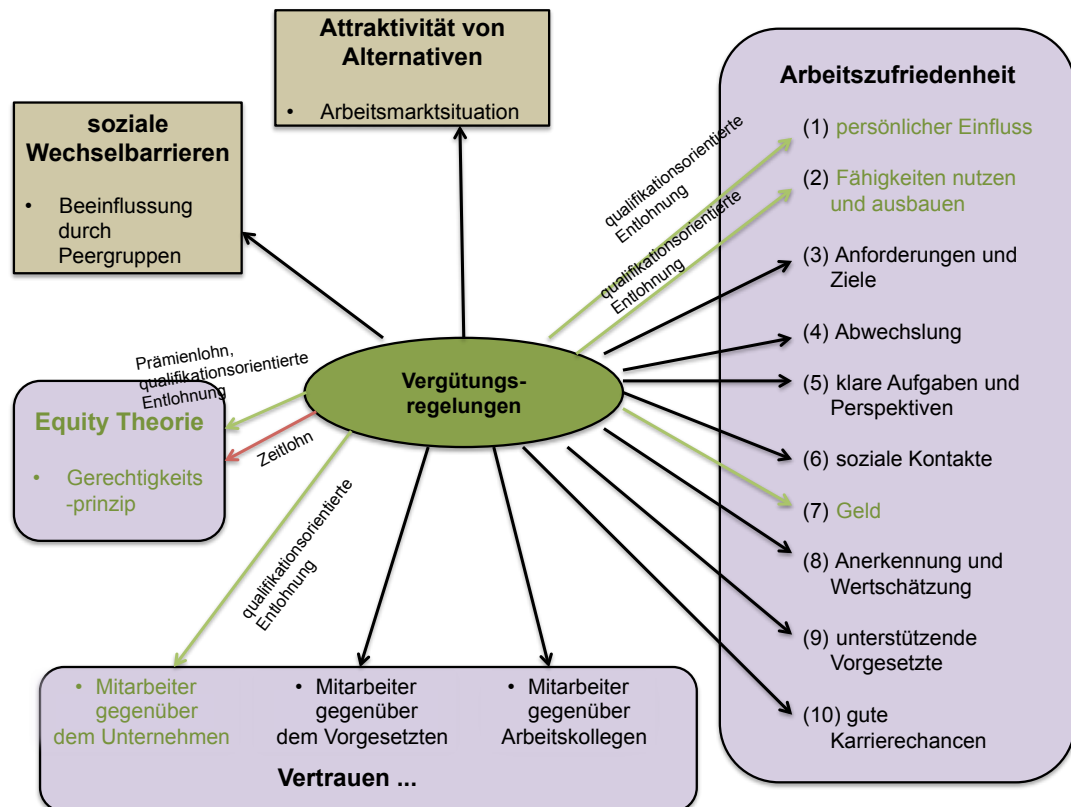 Attraktivität von
Alternativen
• Arbeitsmarktsituation
soziale
Wechselbarrieren
• Beeinflussung
durch
Peergruppen
Prämienlohn,
qualifikationsorientierte
Entlohnung
Zeitlohn
Equity Theorie
• Gerechtigkeits
-prinzip
Vergütungs-
regelungen
qualifikationsorientierte
Entlohnung
qualifikationsorientierte
Entlohnung
qualifikationsorientierte
Entlohnung
• Mitarbeiter
gegenüber
dem Unternehmen
• Mitarbeiter
gegenüber
dem Vorgesetzten
• Mitarbeiter
gegenüber
Arbeitskollegen
Vertrauen ...
Arbeitszufriedenheit
(1) persönlicher Einfluss
(2) Fähigkeiten nutzen
und ausbauen
(3) Anforderungen und
Ziele
(4) Abwechslung
(5) klare Aufgaben und
Perspektiven
(6) soziale Kontakte
(7) Geld
(8) Anerkennung und
Wertschätzung
(9) unterstützende
Vorgesetzte
(10) gute
Karrierechancen